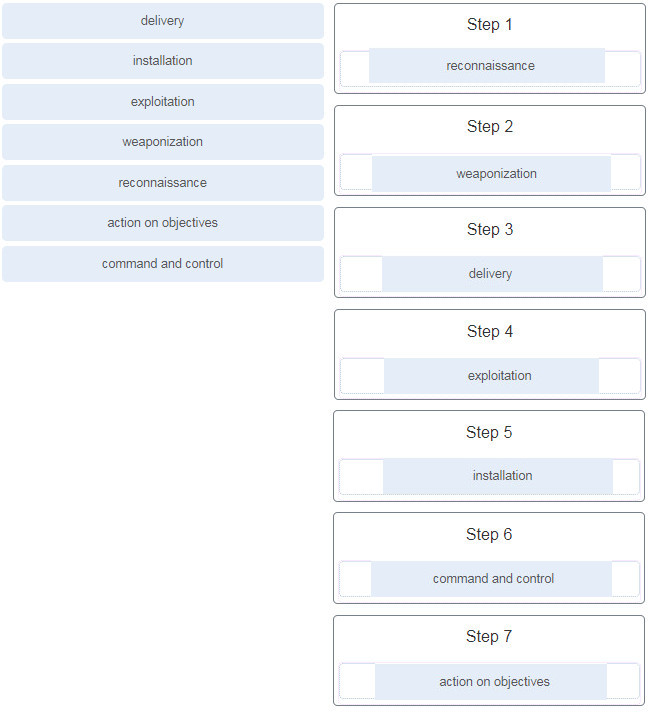 delivery
installation
exploitation
weaponization
reconnaissance
action on objectives
command and control
Step 1
reconnaissance
Step 2
weaponization
Step 3
delivery
Step 4
exploitation
Step 5
installation
Step 6
command and control
Step 7
action on objectives